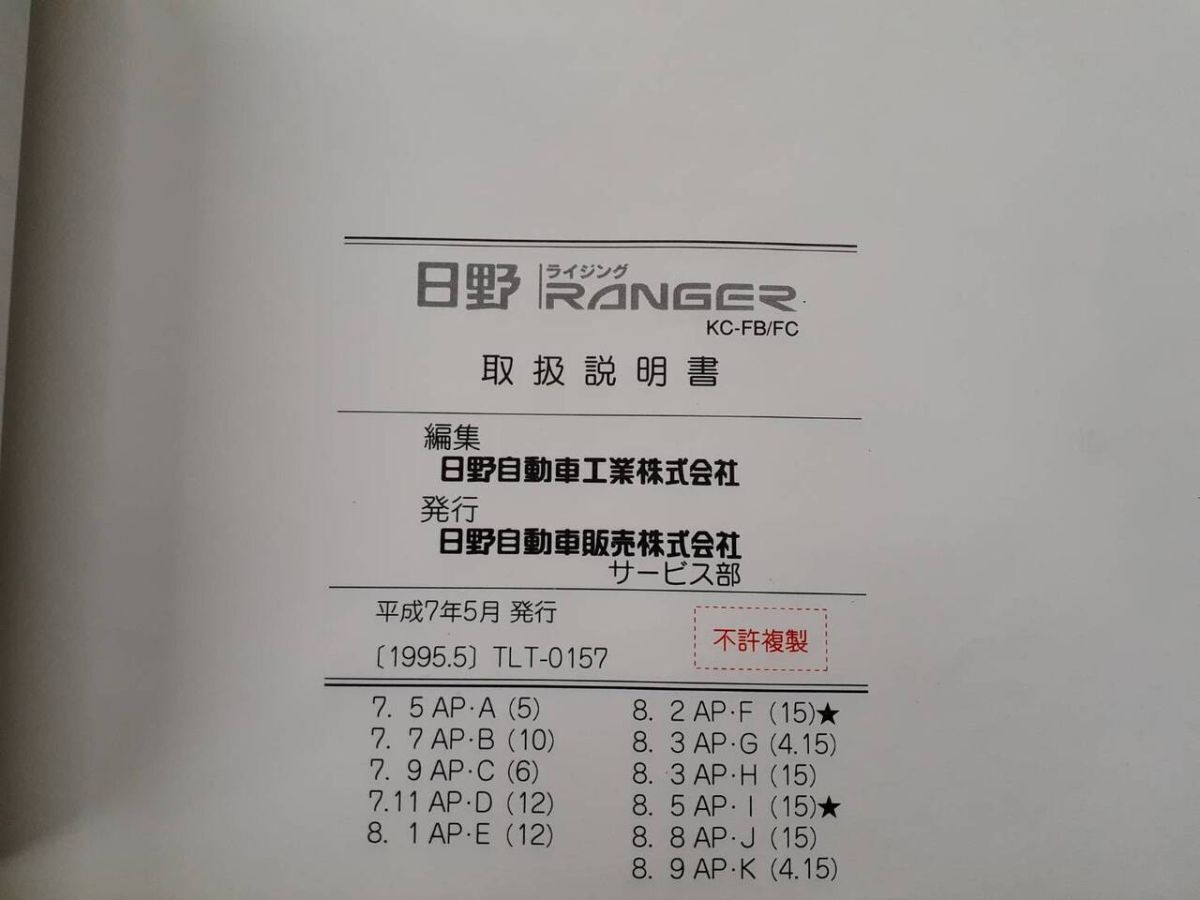 日野 ライジング RANGER
KC-FB/FC
取扱説明書
編集
日野自動車工業株式会社
発行
日野自動車販売株式会社
サービス部
平成7年5月 発行
〔1995.5〕 TLT-0157
不許複製
7. 5 AP·A (5)
7. 7 AP·B (10)
7. 9 AP·C (6)
7.11 AP·D (12)
8. 1 AP·E (12)
8. 2 AP·F (15)★
8. 3 AP·G (4.15)
8. 3 AP·H (15)
8. 5 AP·I (15)★
8. 8 AP·J (15)
8. 9 AP·K (4.15)